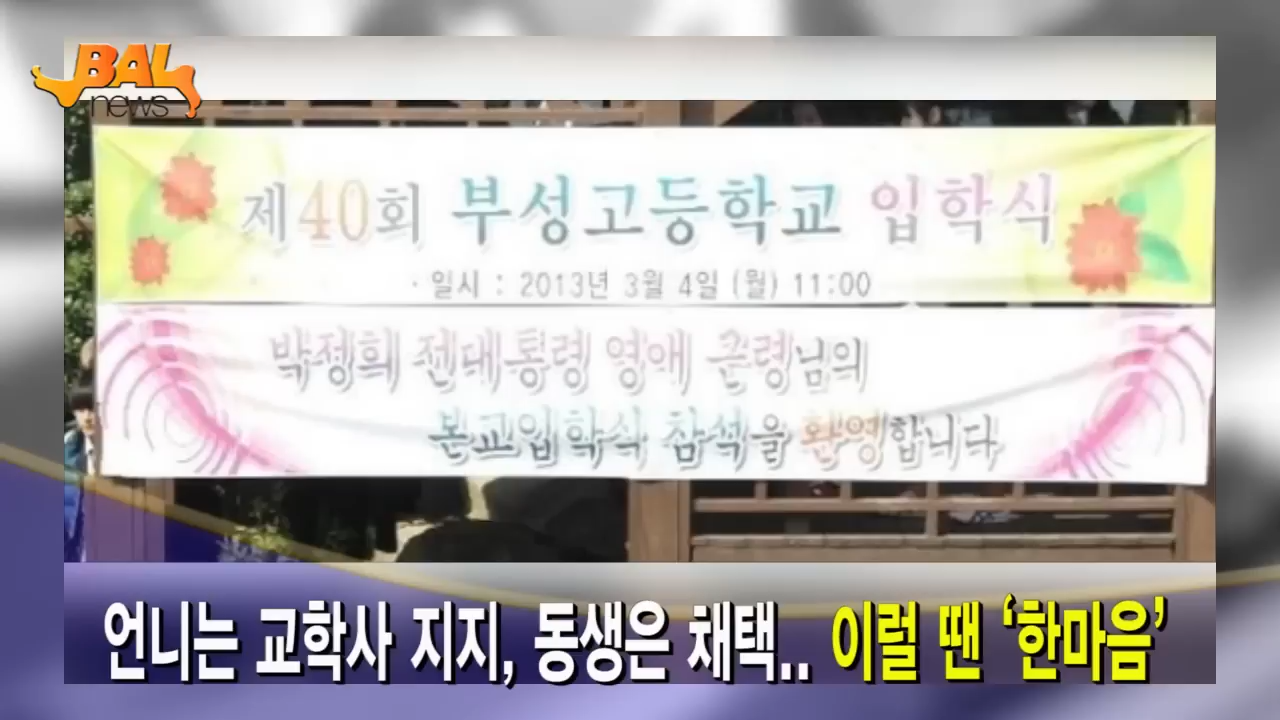 BAL
news
제40회 부성고등학교 입학식
· 일시 : 2013년 3월 4일 (월) 11:00
박정희 전대통령 영애 근령님의
본교입학식 참석을 환영합니다
언니는 교학사 지지, 동생은 채택.. 이럴 땐 ‘한마음’